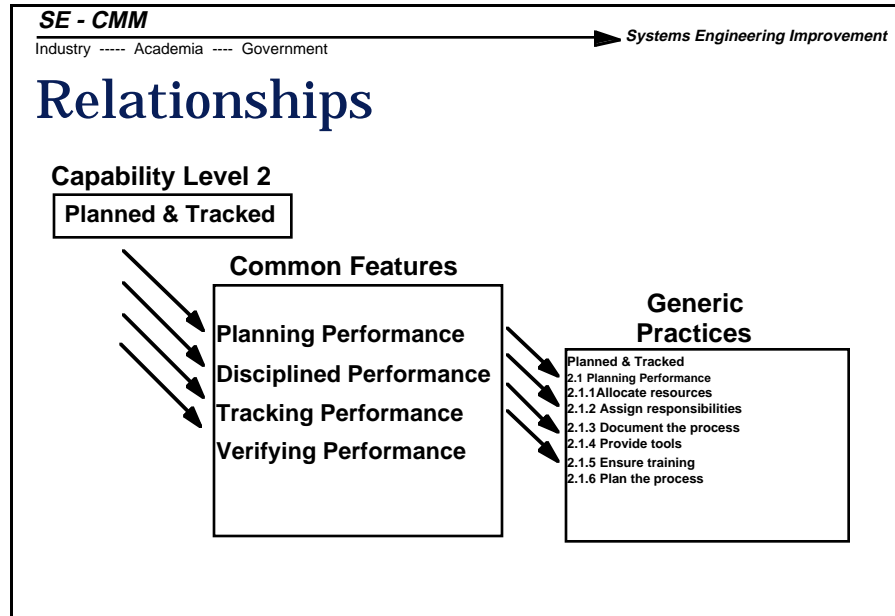 SE - CMM
Systems Engineering Improvement
Industry ----- Academia ---- Government
Relationships
Capability Level 2
Planned & Tracked
Common Features
Planning Performance
Disciplined Performance
Tracking Performance
Verifying Performance
Generic
Practices
Planned & Tracked
2.1 Planning Performance
2.1.1Allocate resources
2.1.2 Assign responsibilities
2.1.3 Document the process
2.1.4 Provide tools
2.1.5 Ensure training
2.1.6 Plan the process